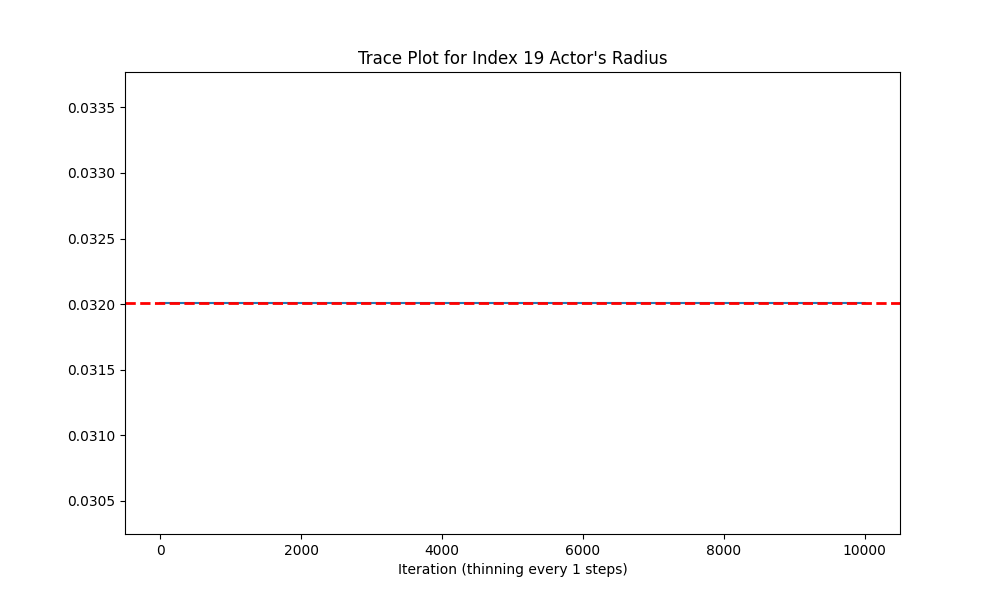 Trace Plot for Index 19 Actor's Radius
0.0335
0.0330
0.0325
0.0320
0.0315
0.0310
0.0305
0 2000 4000 6000 8000 10000
Iteration (thinning every 1 steps)